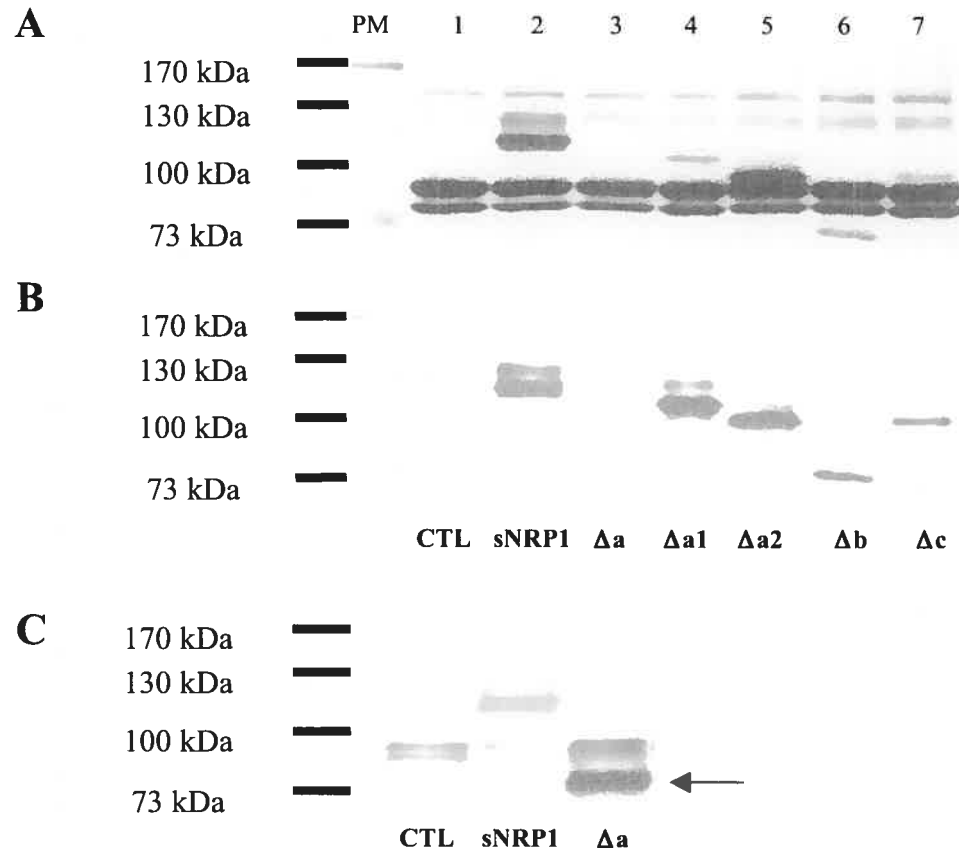 A
PM 1 2 3 4 5 6 7
170 kDa
130 kDa
100 kDa
73 kDa
B
170 kDa
130 kDa
100 kDa
73 kDa
CTL sNRP1 Δa Δa1 Δa2 Δb Δc
C
170 kDa
130 kDa
100 kDa
73 kDa
CTL sNRP1 Δa